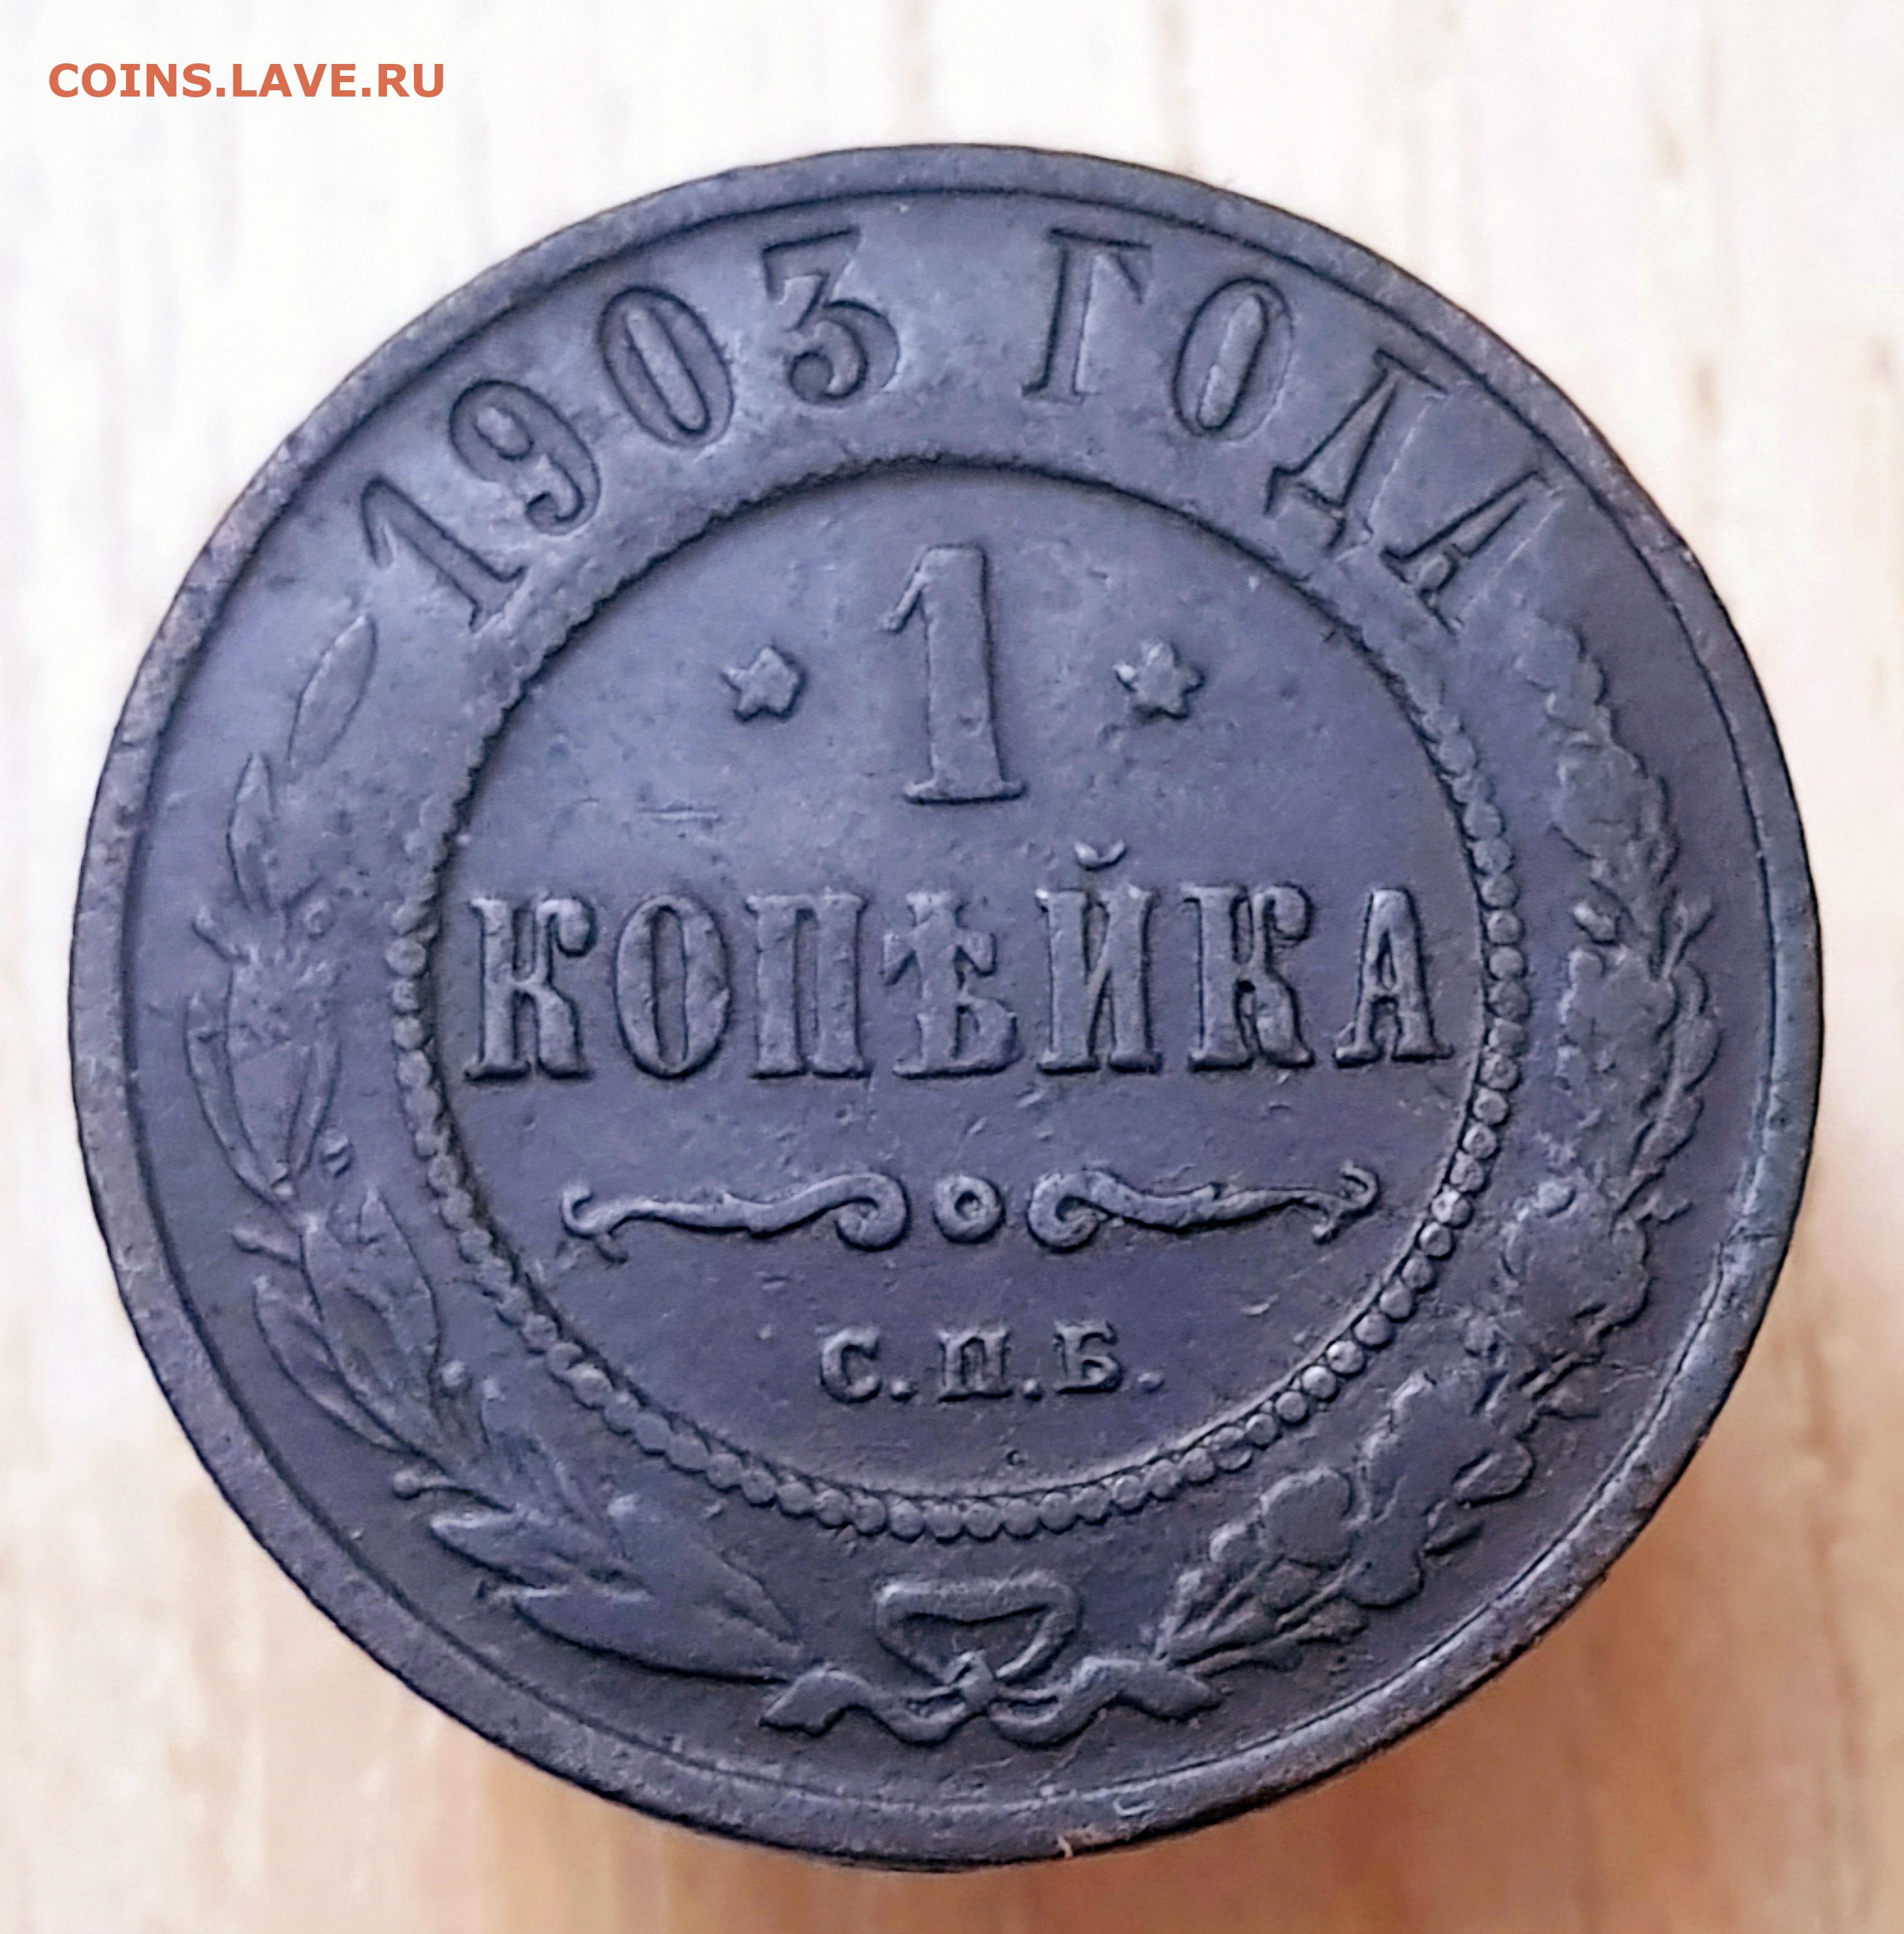 COINS.LAVE.RU
1903 ГОДА
* 1 *
КОПѢЙКА
С.П.Б.